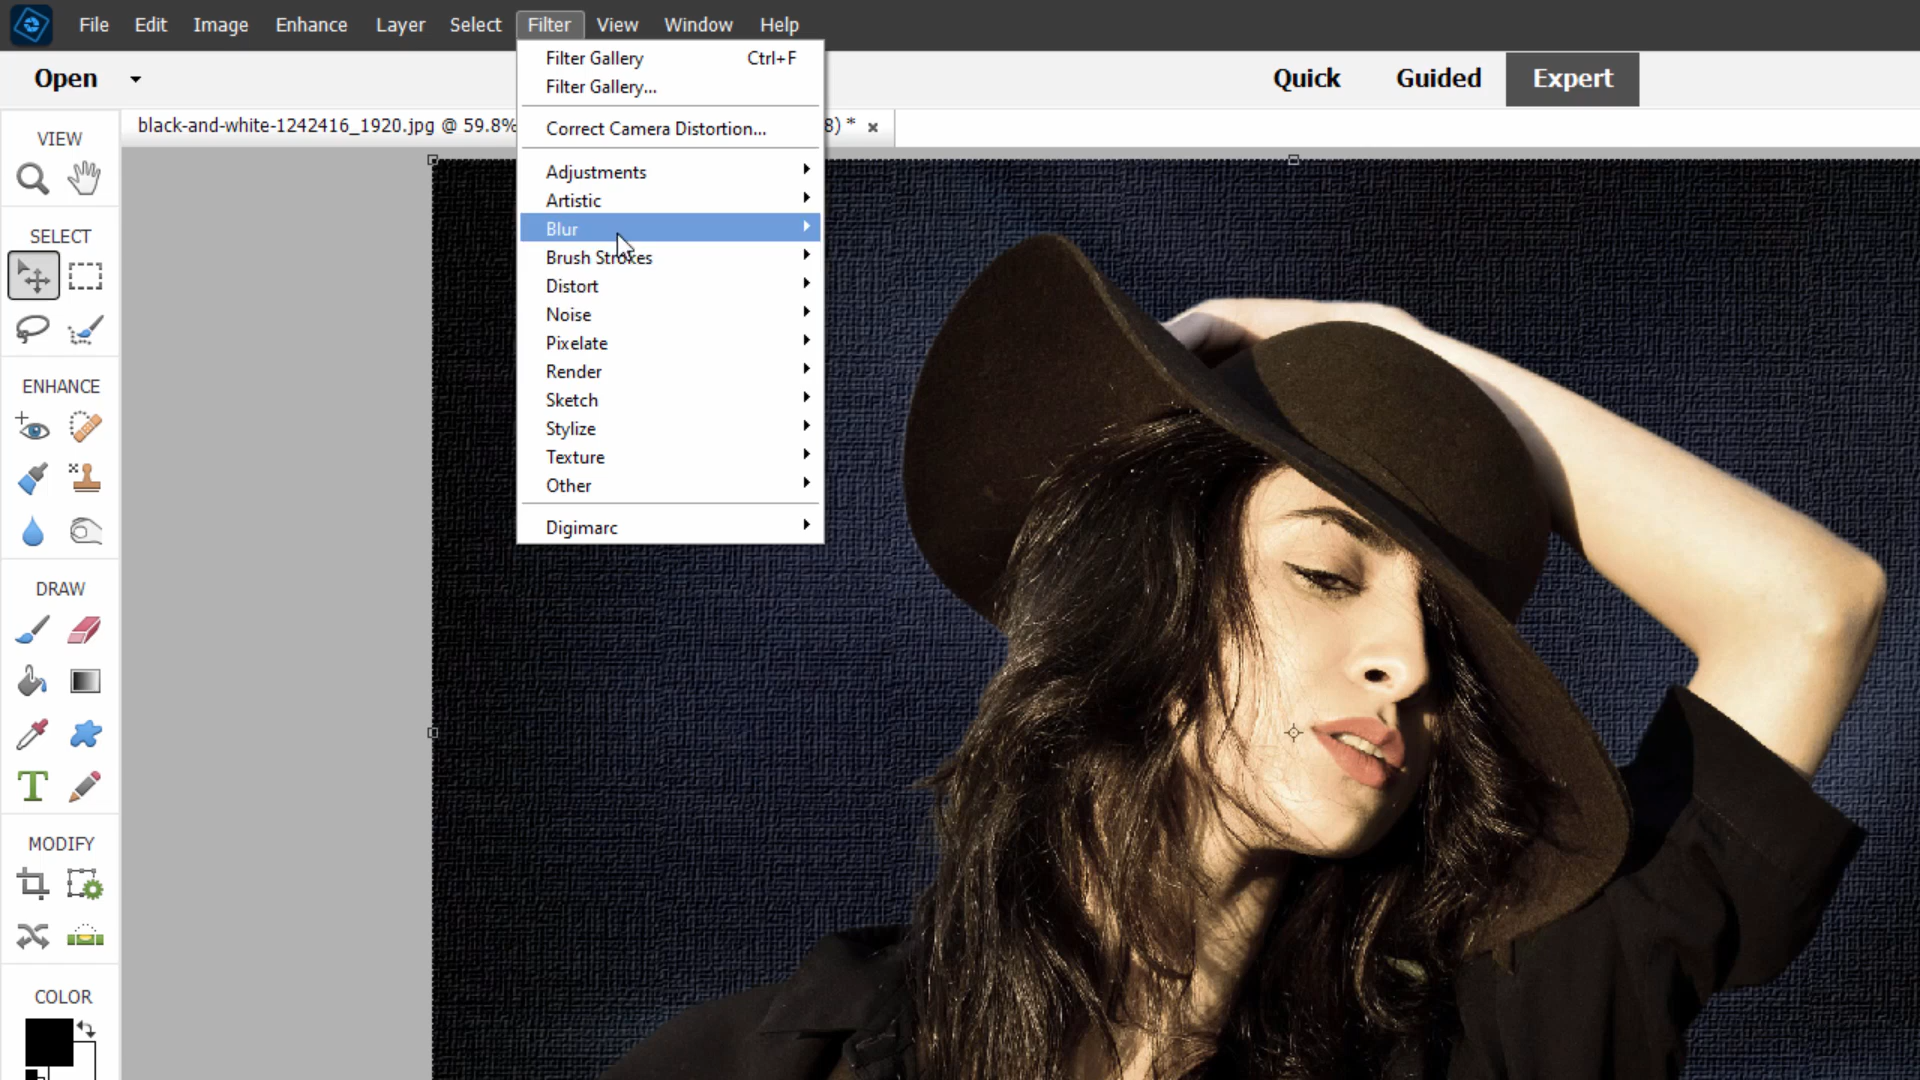 File Edit Image Enhance Layer Select Filter View Window Help
Open
Quick Guided Expert
black-and-white-1242416_1920.jpg @ 59.8% 8) * ×
Filter Gallery Ctrl+F
Filter Gallery...
Correct Camera Distortion...
Adjustments
Artistic
Blur
Brush Strokes
Distort
Noise
Pixelate
Render
Sketch
Stylize
Texture
Other
Digimarc
VIEW
SELECT
ENHANCE
DRAW
T
MODIFY
COLOR